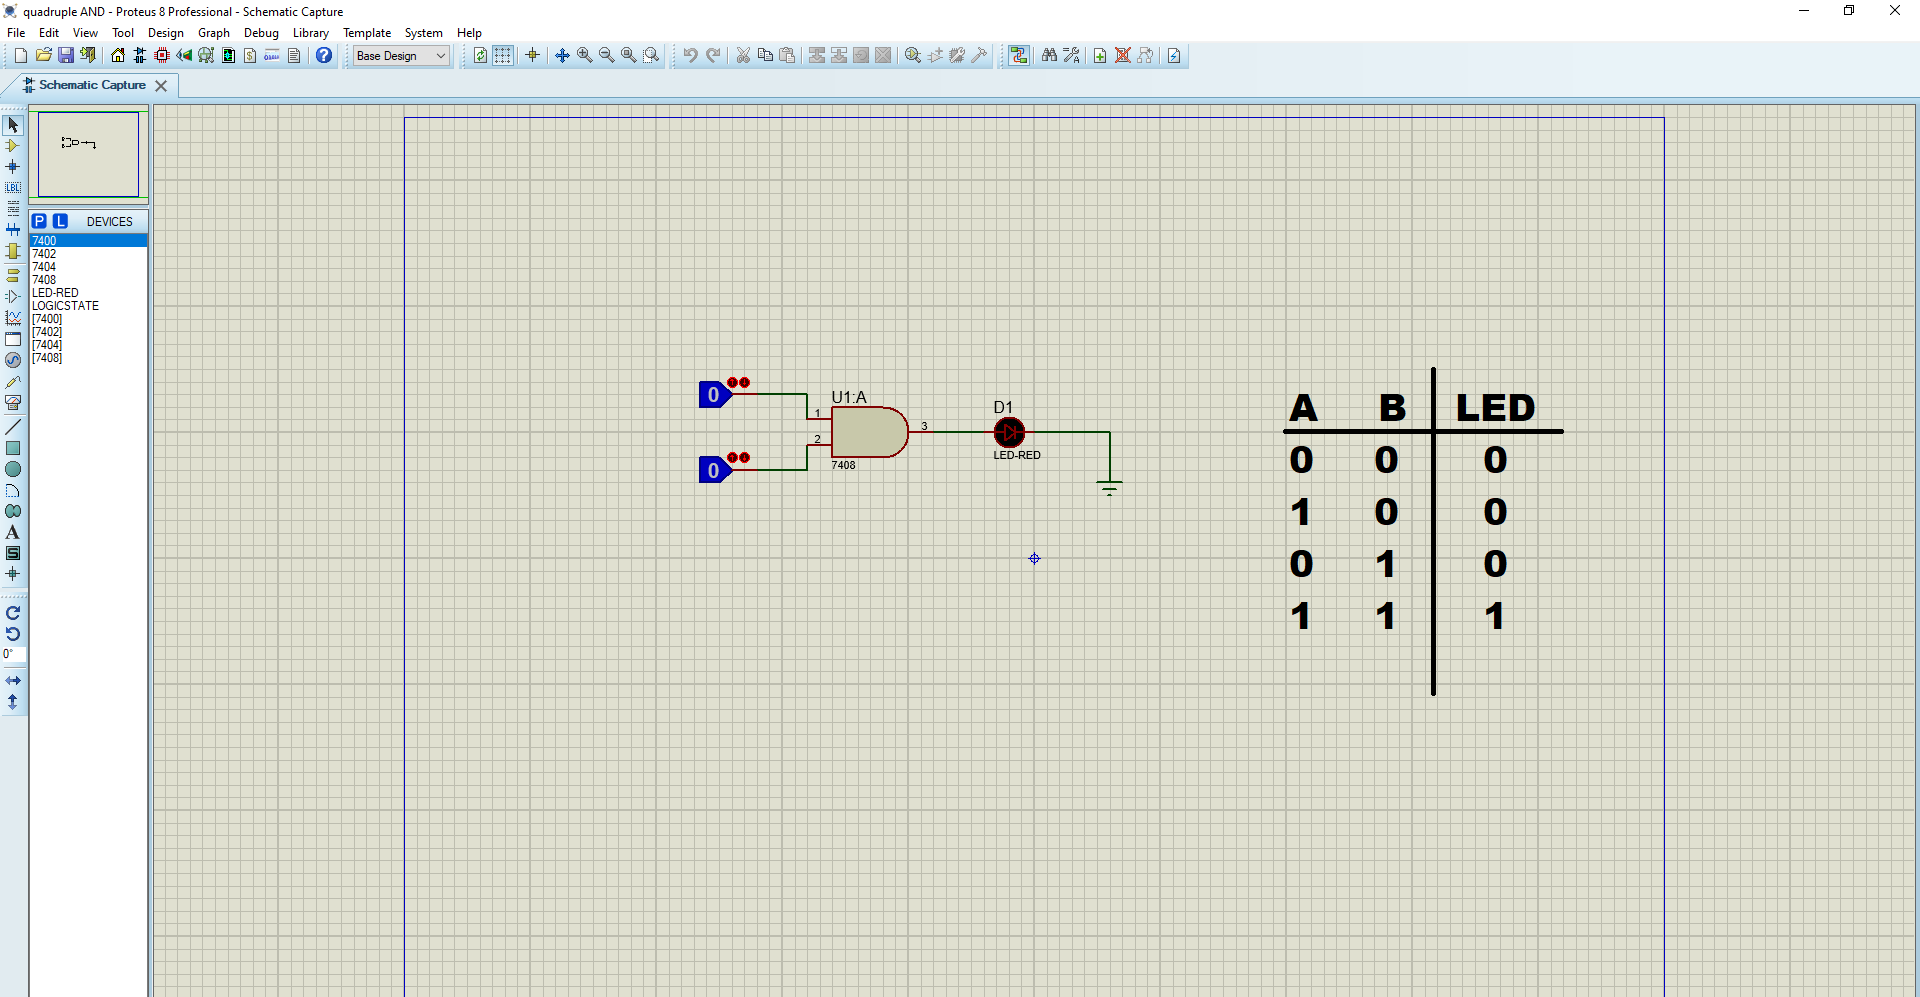 quadruple AND - Proteus 8 Professional - Schematic Capture
File Edit View Tool Design Graph Debug Library Template System Help
Base Design
Schematic Capture
P L DEVICES
7400
7402
7404
7408
LED-RED
LOGICSTATE
[7400]
[7402]
[7404]
[7408]
LBL
A
S
0°
0
0
U1:A
1
2
3
7408
D1
LED-RED
A B LED
0 0 0
1 0 0
0 1 0
1 1 1